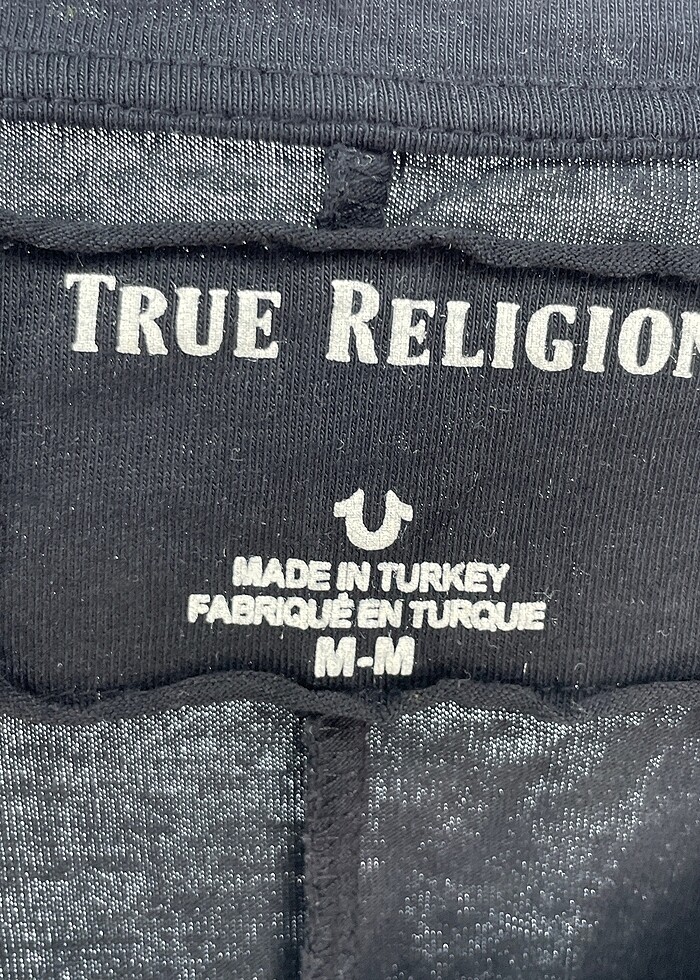 TRUE RELIGION
MADE IN TURKEY
FABRIQUÉ EN TURQUIE
M-M